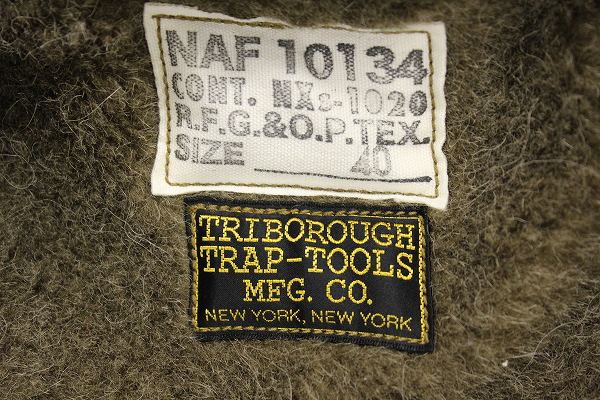 NAF 10134
CONT. NXs-1020
R.F.G.&O.P.TEX.
SIZE 40
TRIBOROUGH
TRAP-TOOLS
MFG. CO.
NEW YORK, NEW YORK